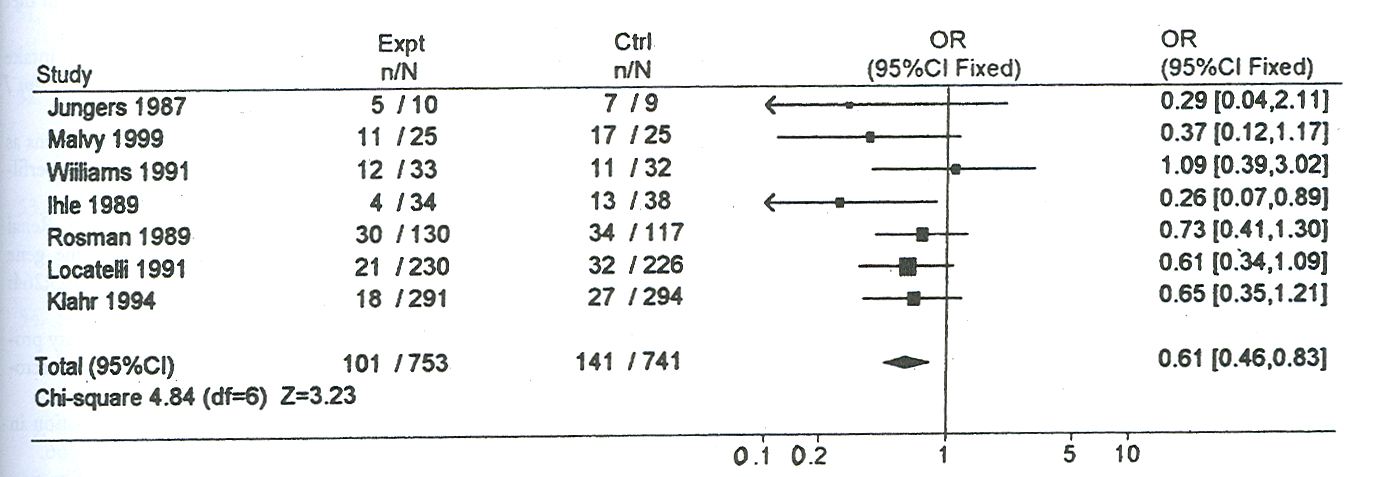 Expt Ctrl OR OR
Study n/N n/N (95%CI Fixed) (95%CI Fixed)
Jungers 1987 5 / 10 7 / 9 0.29 [0.04,2.11]
Malvy 1999 11 / 25 17 / 25 0.37 [0.12,1.17]
Williams 1991 12 / 33 11 / 32 1.09 [0.39,3.02]
Ihle 1989 4 / 34 13 / 38 0.26 [0.07,0.89]
Rosman 1989 30 / 130 34 / 117 0.73 [0.41,1.30]
Locatelli 1991 21 / 230 32 / 226 0.61 [0.34,1.09]
Klahr 1994 18 / 291 27 / 294 0.65 [0.35,1.21]
Total (95%CI) 101 / 753 141 / 741 0.61 [0.46,0.83]
Chi-square 4.84 (df=6) Z=3.23
0.1 0.2 1 5 10